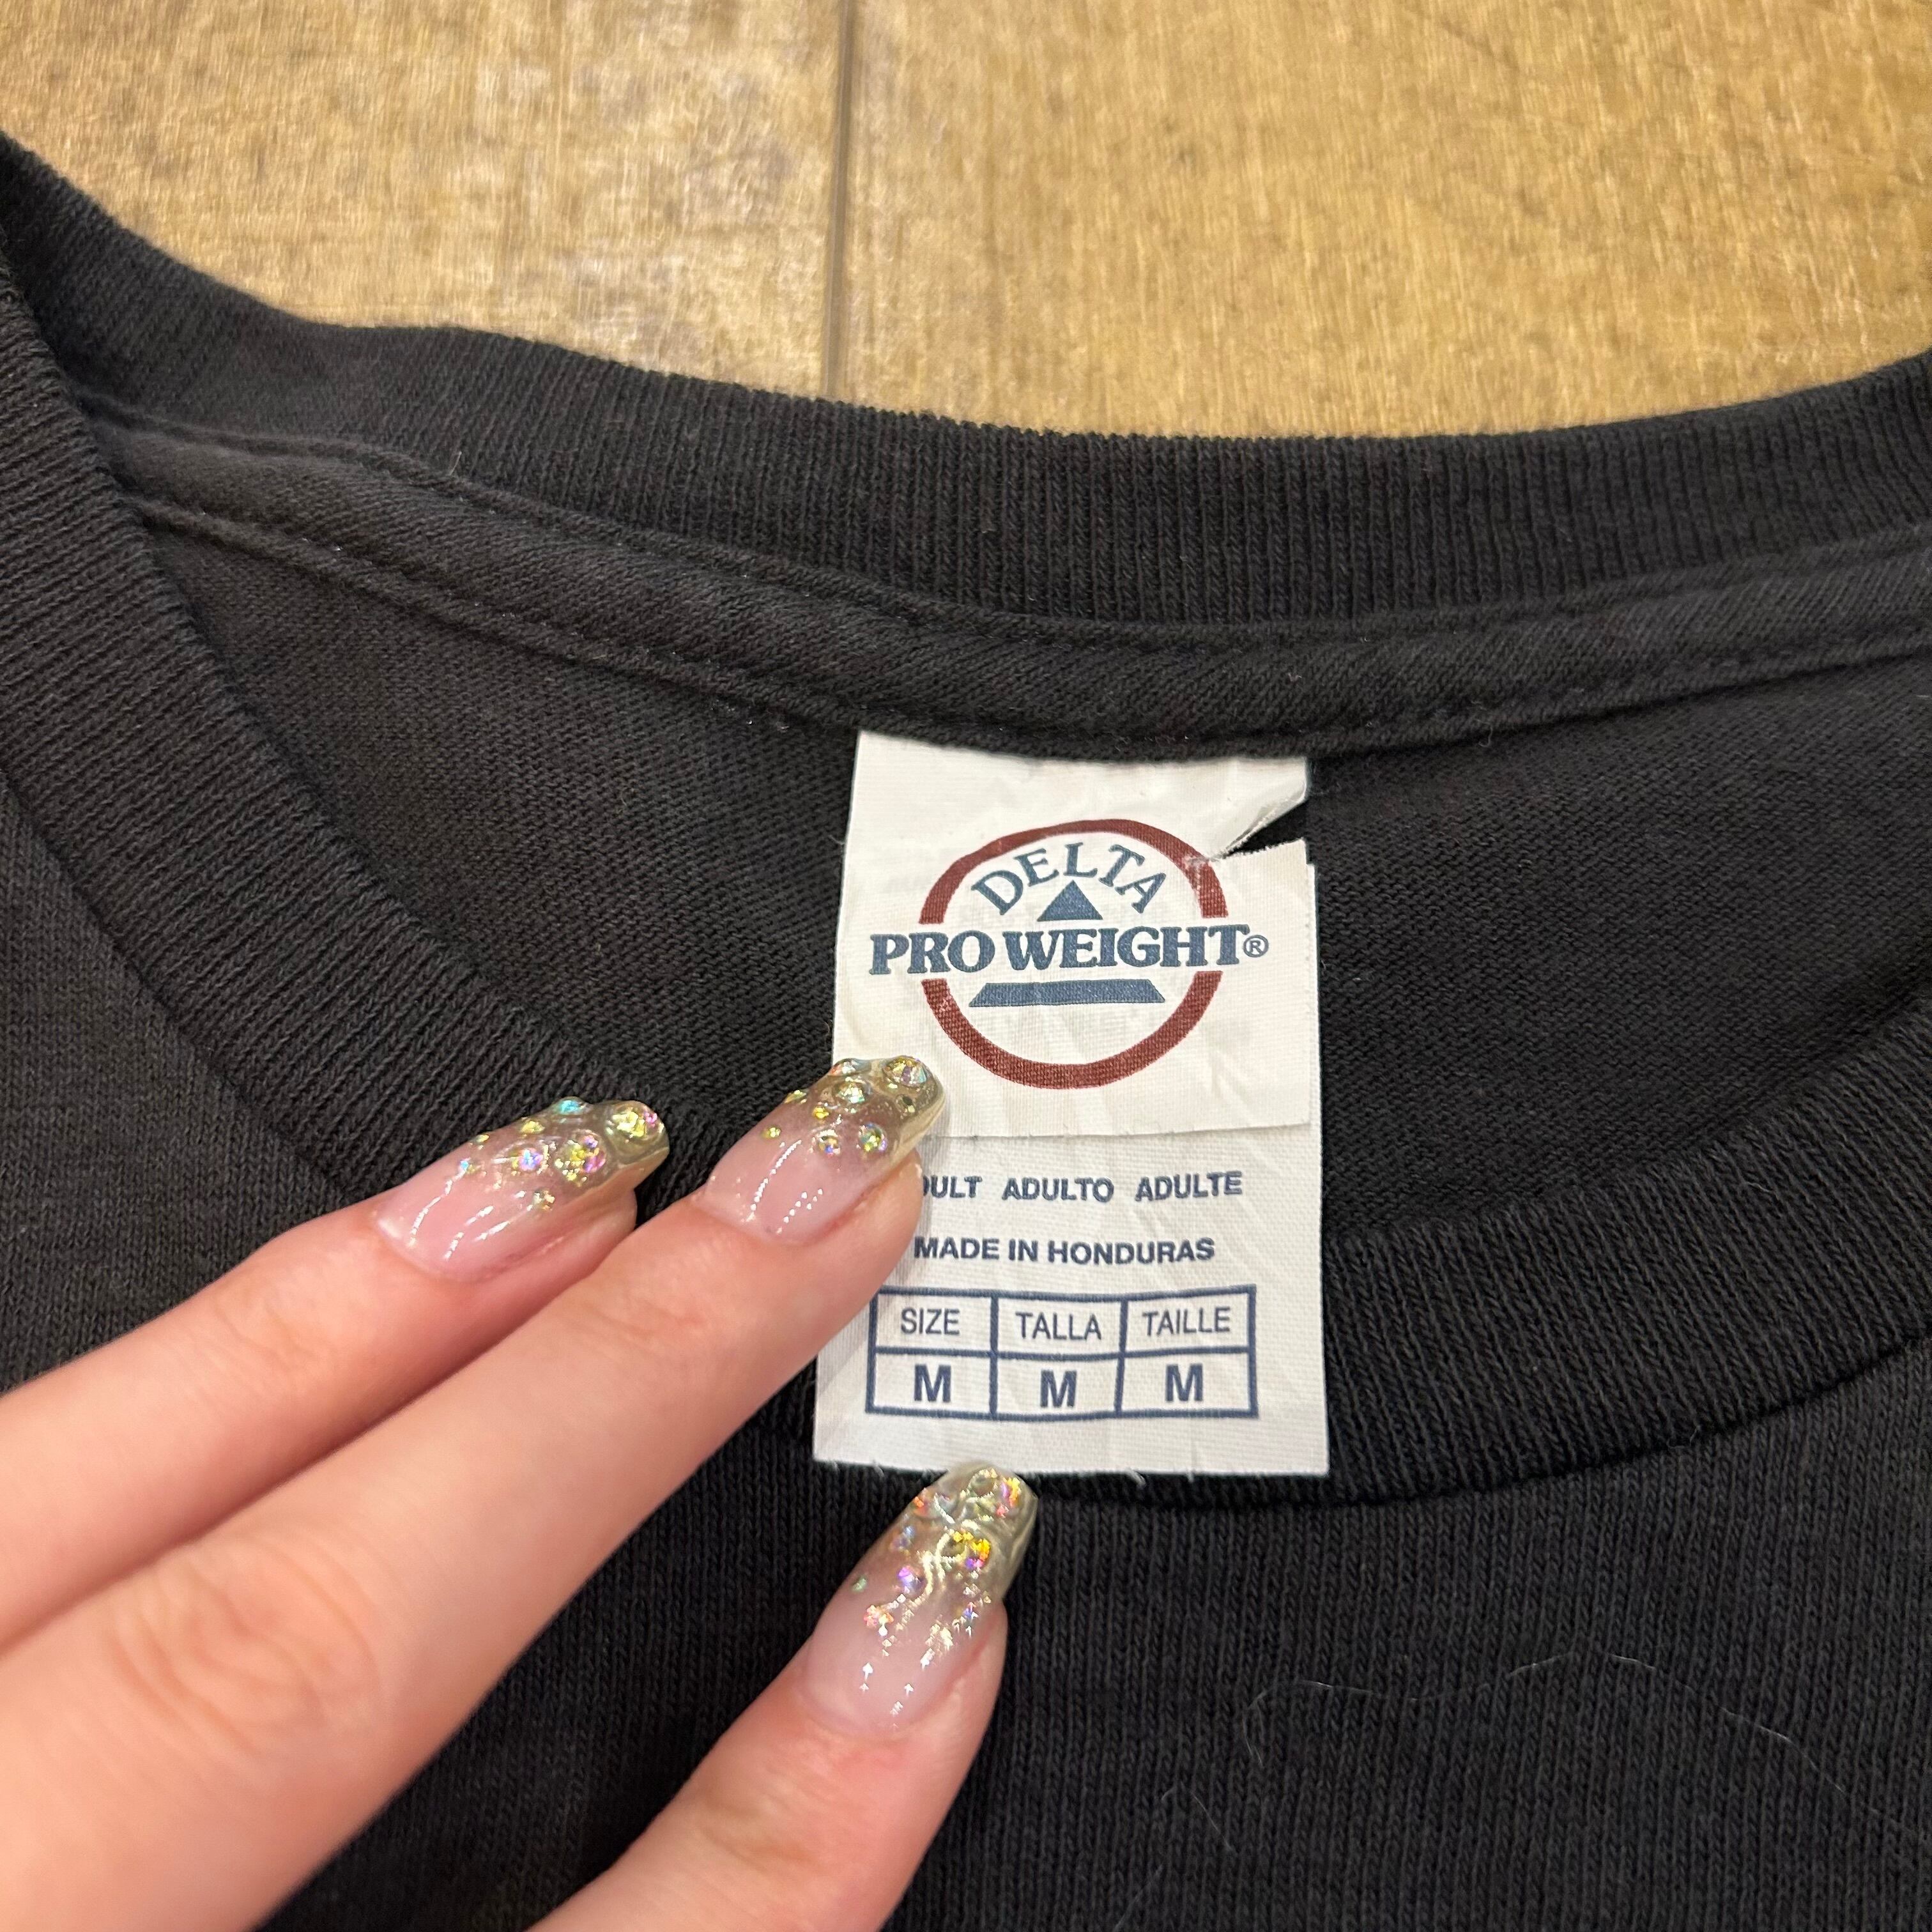 DELTA
PRO WEIGHT®
ADULTO ADULTE
MADE IN HONDURAS
SIZE TALLA TAILLE
M M M